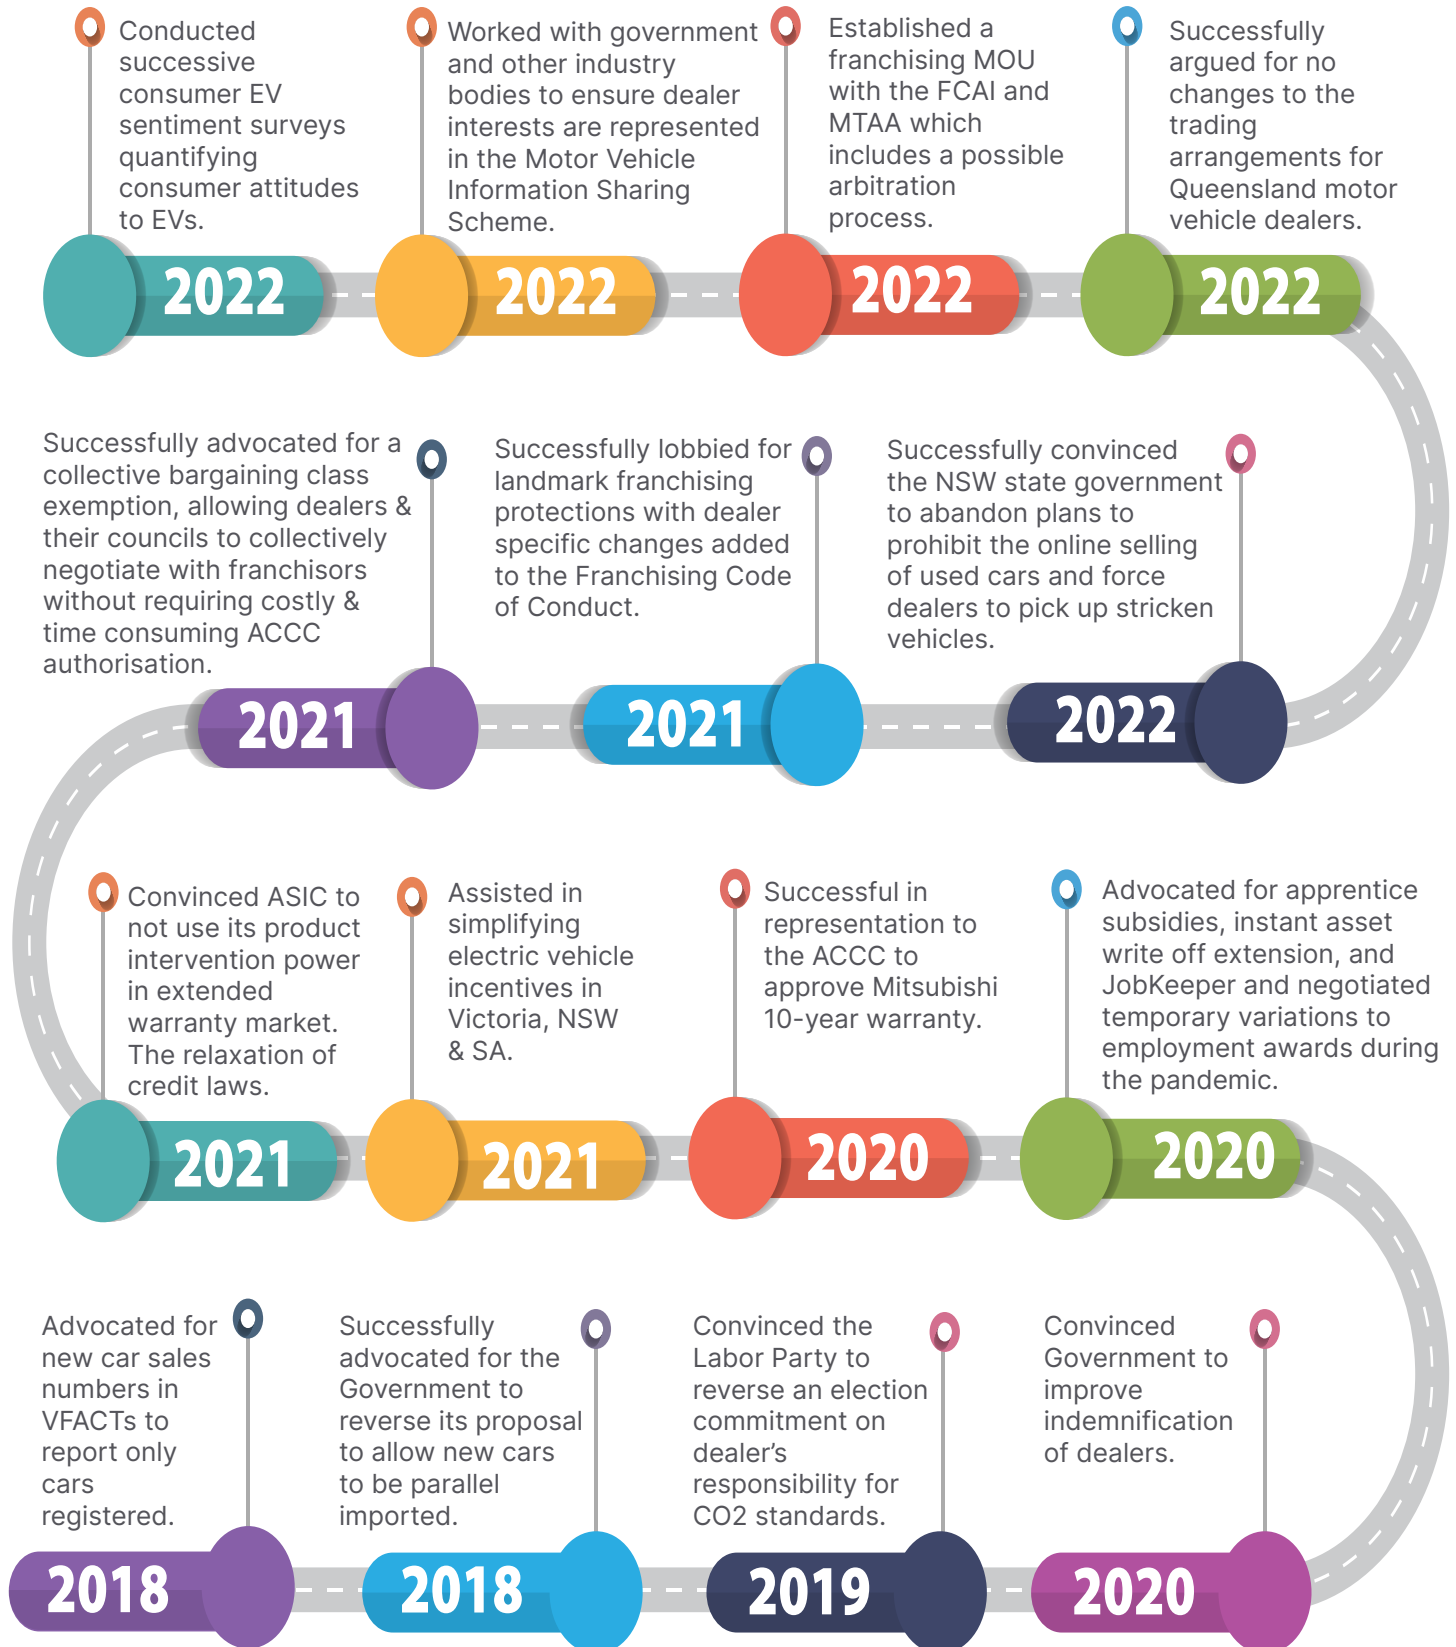 Conducted
successive
consumer EV
sentiment surveys
quantifying
consumer attitudes
to EVs.
2022
Worked with government
and other industry
bodies to ensure dealer
interests are represented
in the Motor Vehicle
Information Sharing
Scheme.
2022
Established a
franchising MOU
with the FCAI and
MTAA which
includes a possible
arbitration
process.
2022
Successfully
argued for no
changes to the
trading
arrangements for
Queensland motor
vehicle dealers.
2022
Successfully advocated for a
collective bargaining class
exemption, allowing dealers &
their councils to collectively
negotiate with franchisors
without requiring costly &
time consuming ACCC
authorisation.
2021
Successfully lobbied for
landmark franchising
protections with dealer
specific changes added
to the Franchising Code
of Conduct.
2021
Successfully convinced
the NSW state government
to abandon plans to
prohibit the online selling
of used cars and force
dealers to pick up stricken
vehicles.
2022
Convinced ASIC to
not use its product
intervention power
in extended
warranty market.
The relaxation of
credit laws.
2021
Assisted in
simplifying
electric vehicle
incentives in
Victoria, NSW
& SA.
2021
Successful in
representation to
the ACCC to
approve Mitsubishi
10-year warranty.
2020
Advocated for apprentice
subsidies, instant asset
write off extension, and
JobKeeper and negotiated
temporary variations to
employment awards during
the pandemic.
2020
Advocated for
new car sales
numbers in
VFACTs to
report only
cars
registered.
2018
Successfully
advocated for the
Government to
reverse its proposal
to allow new cars
to be parallel
imported.
2018
Convinced the
Labor Party to
reverse an election
commitment on
dealer’s
responsibility for
CO2 standards.
2019
Convinced
Government to
improve
indemnification
of dealers.
2020